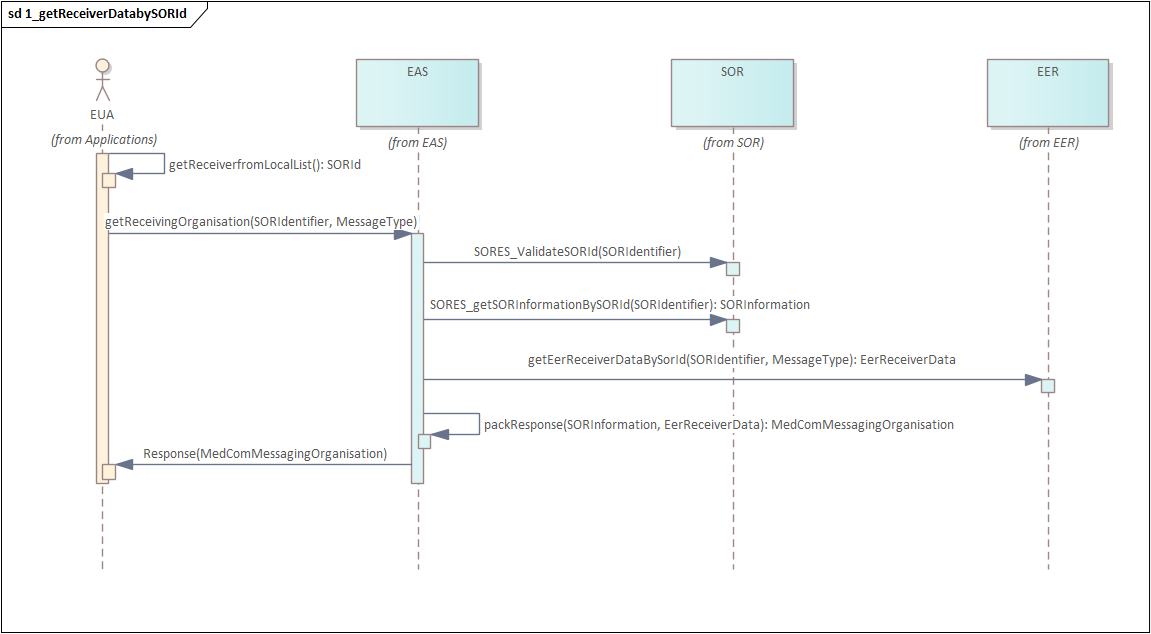 sd 1_getReceiverDatabySORId
EAS
SOR
EER
EUA
(from Applications)
(from EAS)
(from SOR)
(from EER)
getReceiverfromLocalList(): SORId
getReceivingOrganisation(SORIdentifier, MessageType)
SORES_ValidateSORId(SORIdentifier)
SORES_getSORInformationBySORId(SORIdentifier): SORInformation
getEerReceiverDataBySorId(SORIdentifier, MessageType): EerReceiverData
packResponse(SORInformation, EerReceiverData): MedComMessagingOrganisation
Response(MedComMessagingOrganisation)